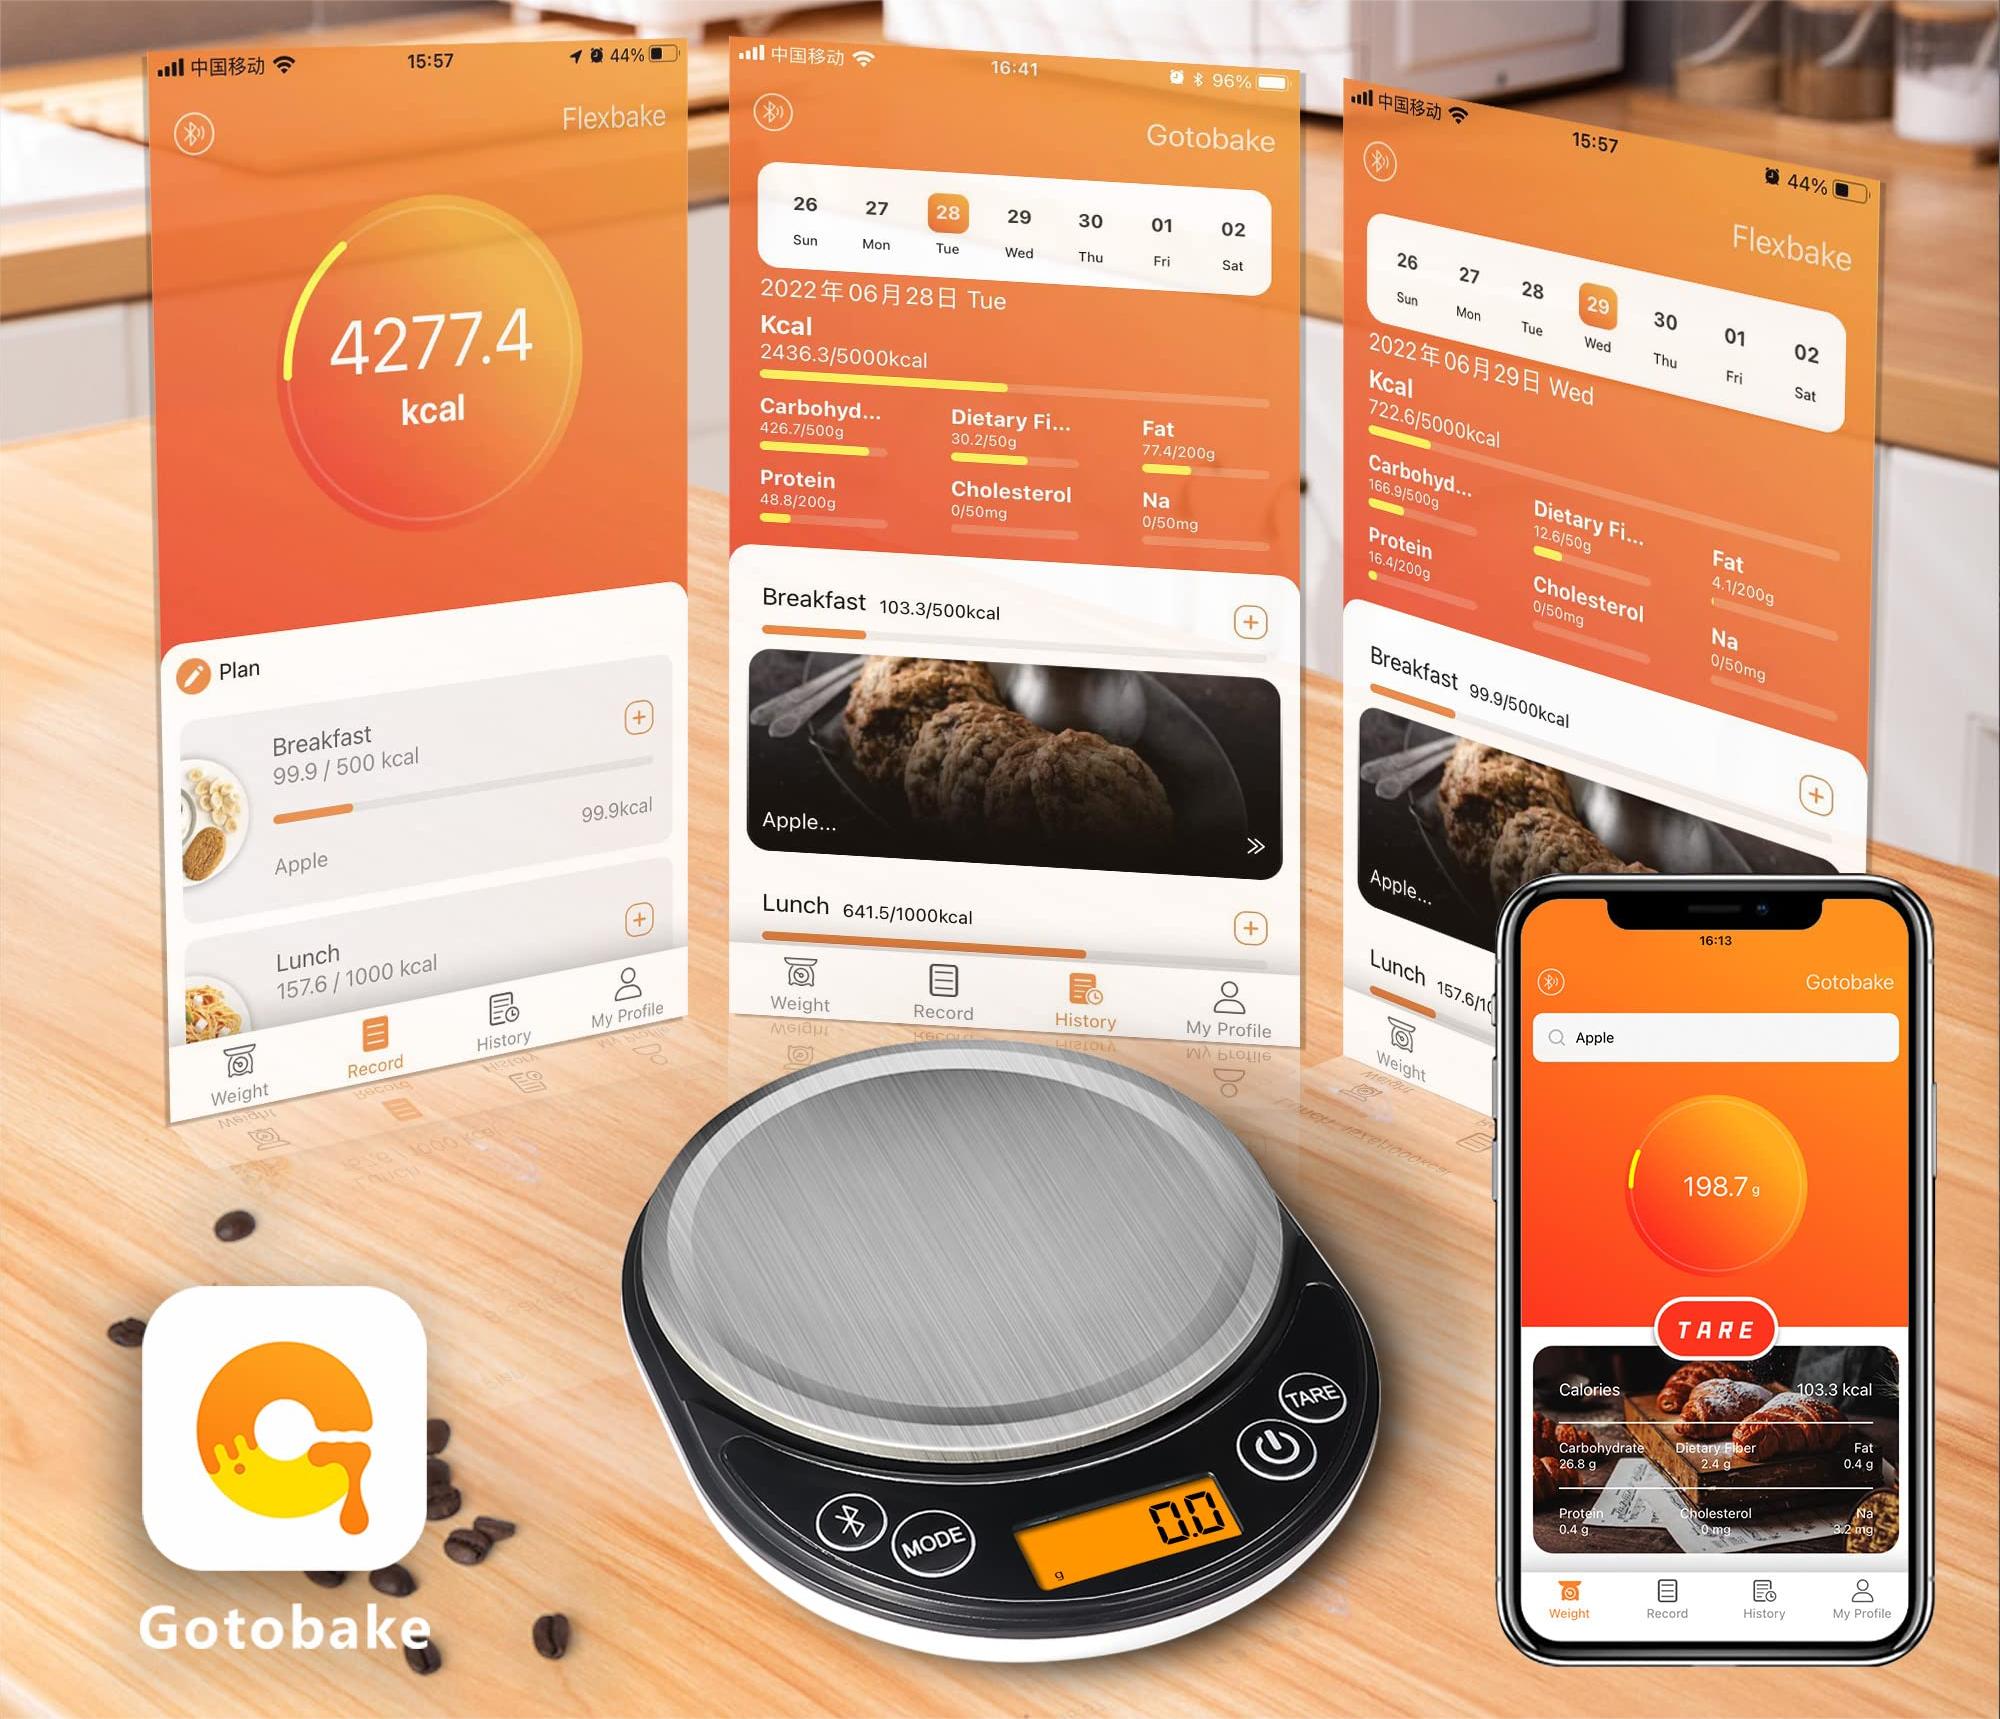 中国移动 15:57 44%
Flexbake
4277.4
kcal
Plan
Breakfast
99.9 / 500 kcal
99.9kcal
Apple
Lunch
157.6 / 1000 kcal
Weight Record History My Profile
中国移动 16:41 96%
Gotobake
26 27 28 29 30 01 02
Sun Mon Tue Wed Thu Fri Sat
2022年06月28日 Tue
Kcal
2436.3/5000kcal
Carbohyd... Dietary Fi... Fat
426.7/500g 30.2/50g 77.4/200g
Protein Cholesterol Na
48.8/200g 0/50mg 0/50mg
Breakfast 103.3/500kcal
Apple...
Lunch 641.5/1000kcal
Weight Record History My Profile
中国移动 15:57 44%
Flexbake
26 27 28 29 30 01 02
Sun Mon Tue Wed Thu Fri Sat
2022年06月29日 Wed
Kcal
722.6/5000kcal
Carbohyd... Dietary Fi... Fat
166.9/500g 12.6/50g 4.1/200g
Protein Cholesterol Na
16.4/200g 0/50mg 0/50mg
Breakfast 99.9/500kcal
Apple...
Lunch 157.6/10
Weight
16:13
Gotobake
Apple
198.7 g
TARE
Calories 103.3 kcal
Carbohydrate Dietary Fiber Fat
26.8 g 2.4 g 0.4 g
Protein Cholesterol Na
0.4 g 0 mg 3.2 mg
Weight Record History My Profile
TARE
MODE
0.0
g
Gotobake